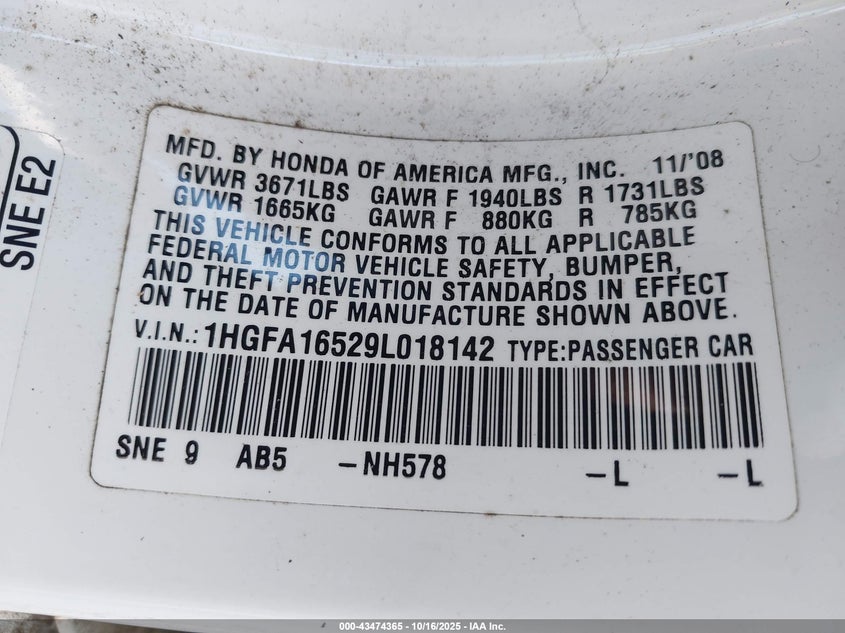 SNE E2
MFD. BY HONDA OF AMERICA MFG., INC. 11/'08
GVWR 3671LBS GAWR F 1940LBS R 1731LBS
GVWR 1665KG GAWR F 880KG R 785KG
THIS VEHICLE CONFORMS TO ALL APPLICABLE
FEDERAL MOTOR VEHICLE SAFETY, BUMPER,
AND THEFT PREVENTION STANDARDS IN EFFECT
ON THE DATE OF MANUFACTURE SHOWN ABOVE.
V.I.N.: 1HGFA16529L018142 TYPE:PASSENGER CAR
SNE 9 AB5 -NH578 -L -L
000-43474365 - 10/16/2025 - IAA Inc.